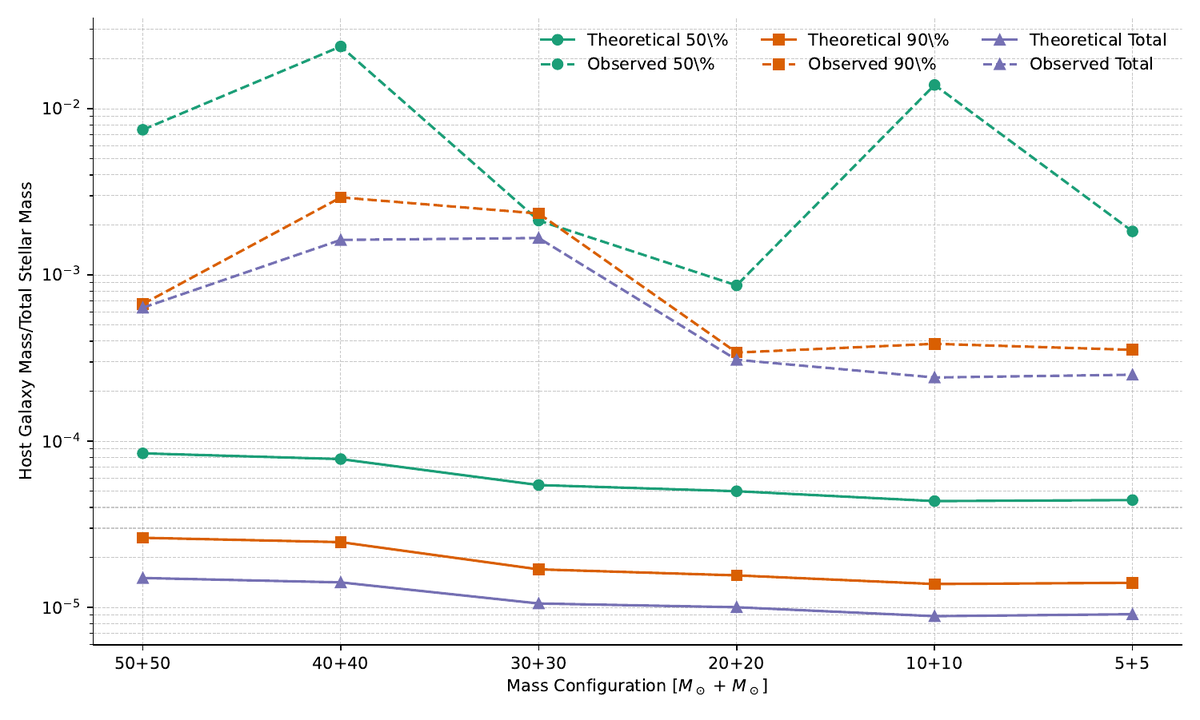 Theoretical 50\% Theoretical 90\% Theoretical Total
Observed 50\% Observed 90\% Observed Total
Host Galaxy Mass/Total Stellar Mass
10⁻²
10⁻³
10⁻⁴
10⁻⁵
50+50 40+40 30+30 20+20 10+10 5+5
Mass Configuration [M⊙ + M⊙]